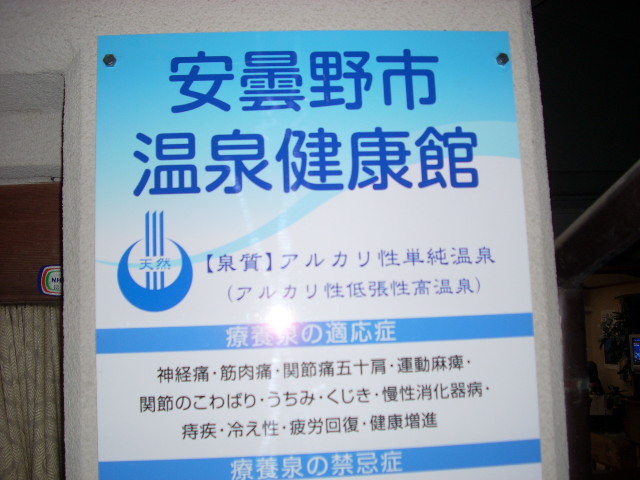 安曇野市
温泉健康館
天然
【泉質】アルカリ性単純温泉
(アルカリ性低張性高温泉)
療養泉の適応症
神経痛・筋肉痛・関節痛五十肩・運動麻痺・
関節のこわばり・うちみ・くじき・慢性消化器病・
痔疾・冷え性・疲労回復・健康増進
療養泉の禁忌症